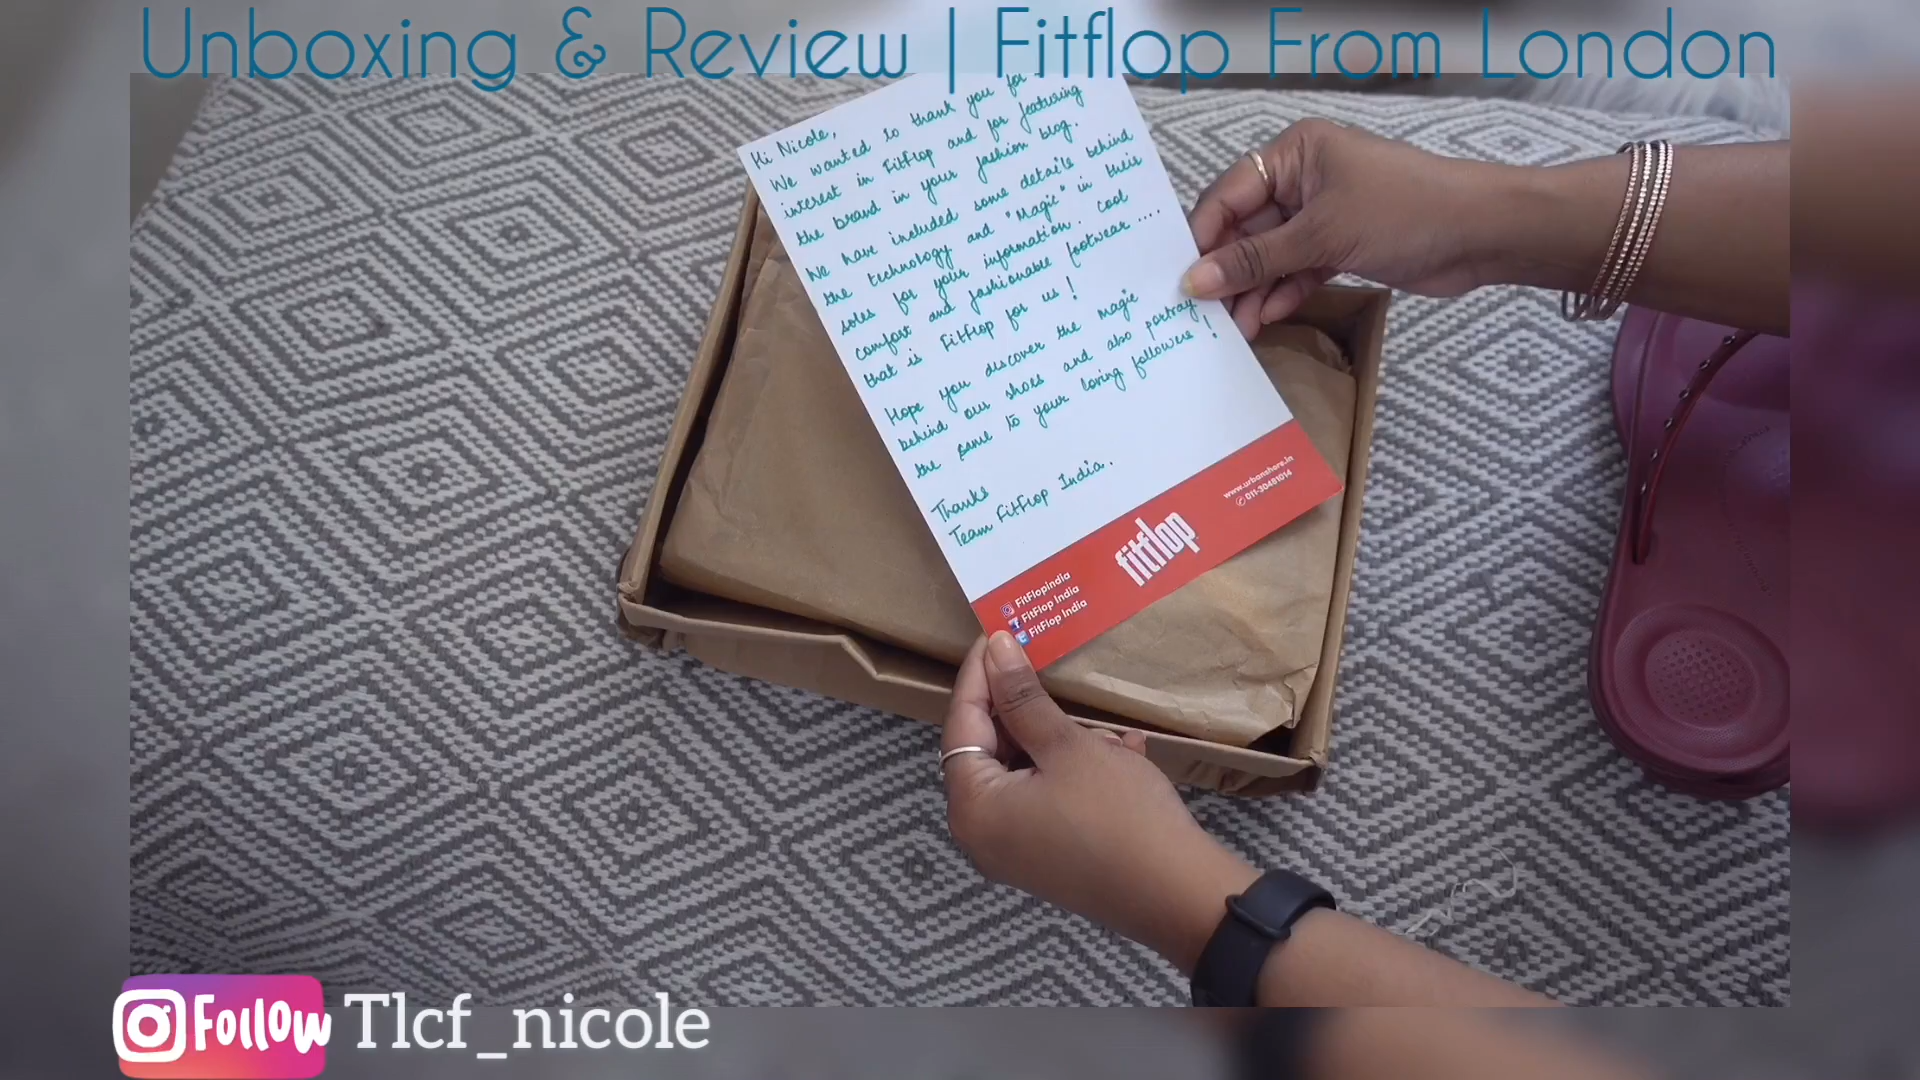 Unboxing & Review | Fitflop From London
Hi Nicole,
We wanted to thank you for
interest in FitFlop and for featuring
the brand in your fashion blog.
We have included some details behind
the technology and "Magic" in their
soles for your information. Cool
comfort and fashionable footwear ....
that is FitFlop for us!
Hope you discover the magic
behind our shoes and also portray
the same to your loving followers!
Thanks
Team FitFlop India.
www.urbanshore.in
011-30481014
fitflop
FitFlopindia
FitFlop India
FitFlop India
Follow Tlcf_nicole